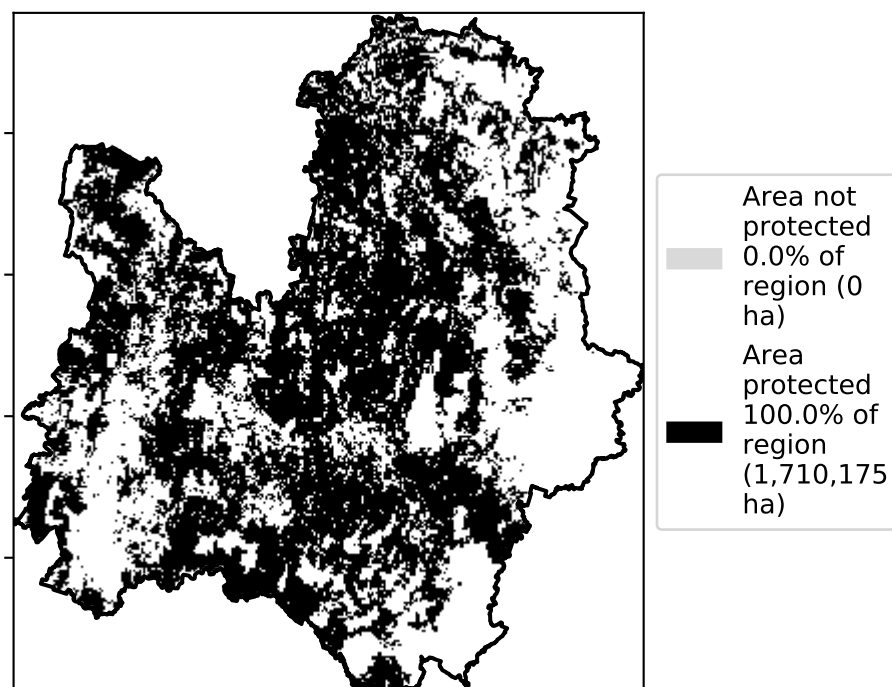 Area not
protected
0.0% of
region (0
ha)
Area
protected
100.0% of
region
(1,710,175
ha)